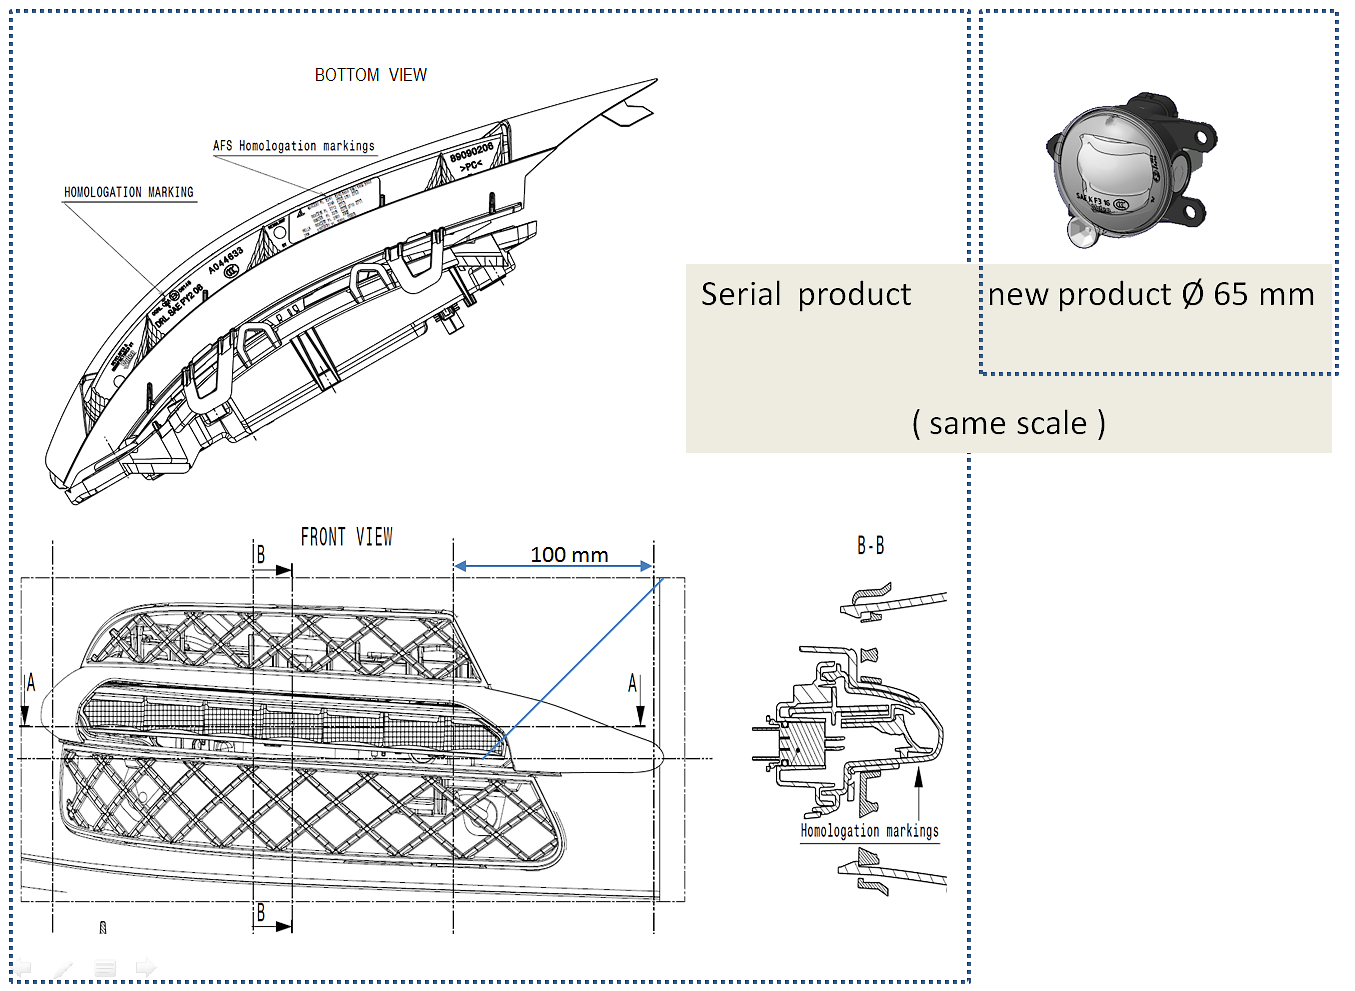 BOTTOM VIEW
AFS Homologation markings
HOMOLOGATION MARKING
89090206
>PC<
A044633
DRL SAE PY2 08
SAE K F3 16
Serial product
new product Ø 65 mm
( same scale )
FRONT VIEW
B
100 mm
B-B
A
A
Homologation markings
B